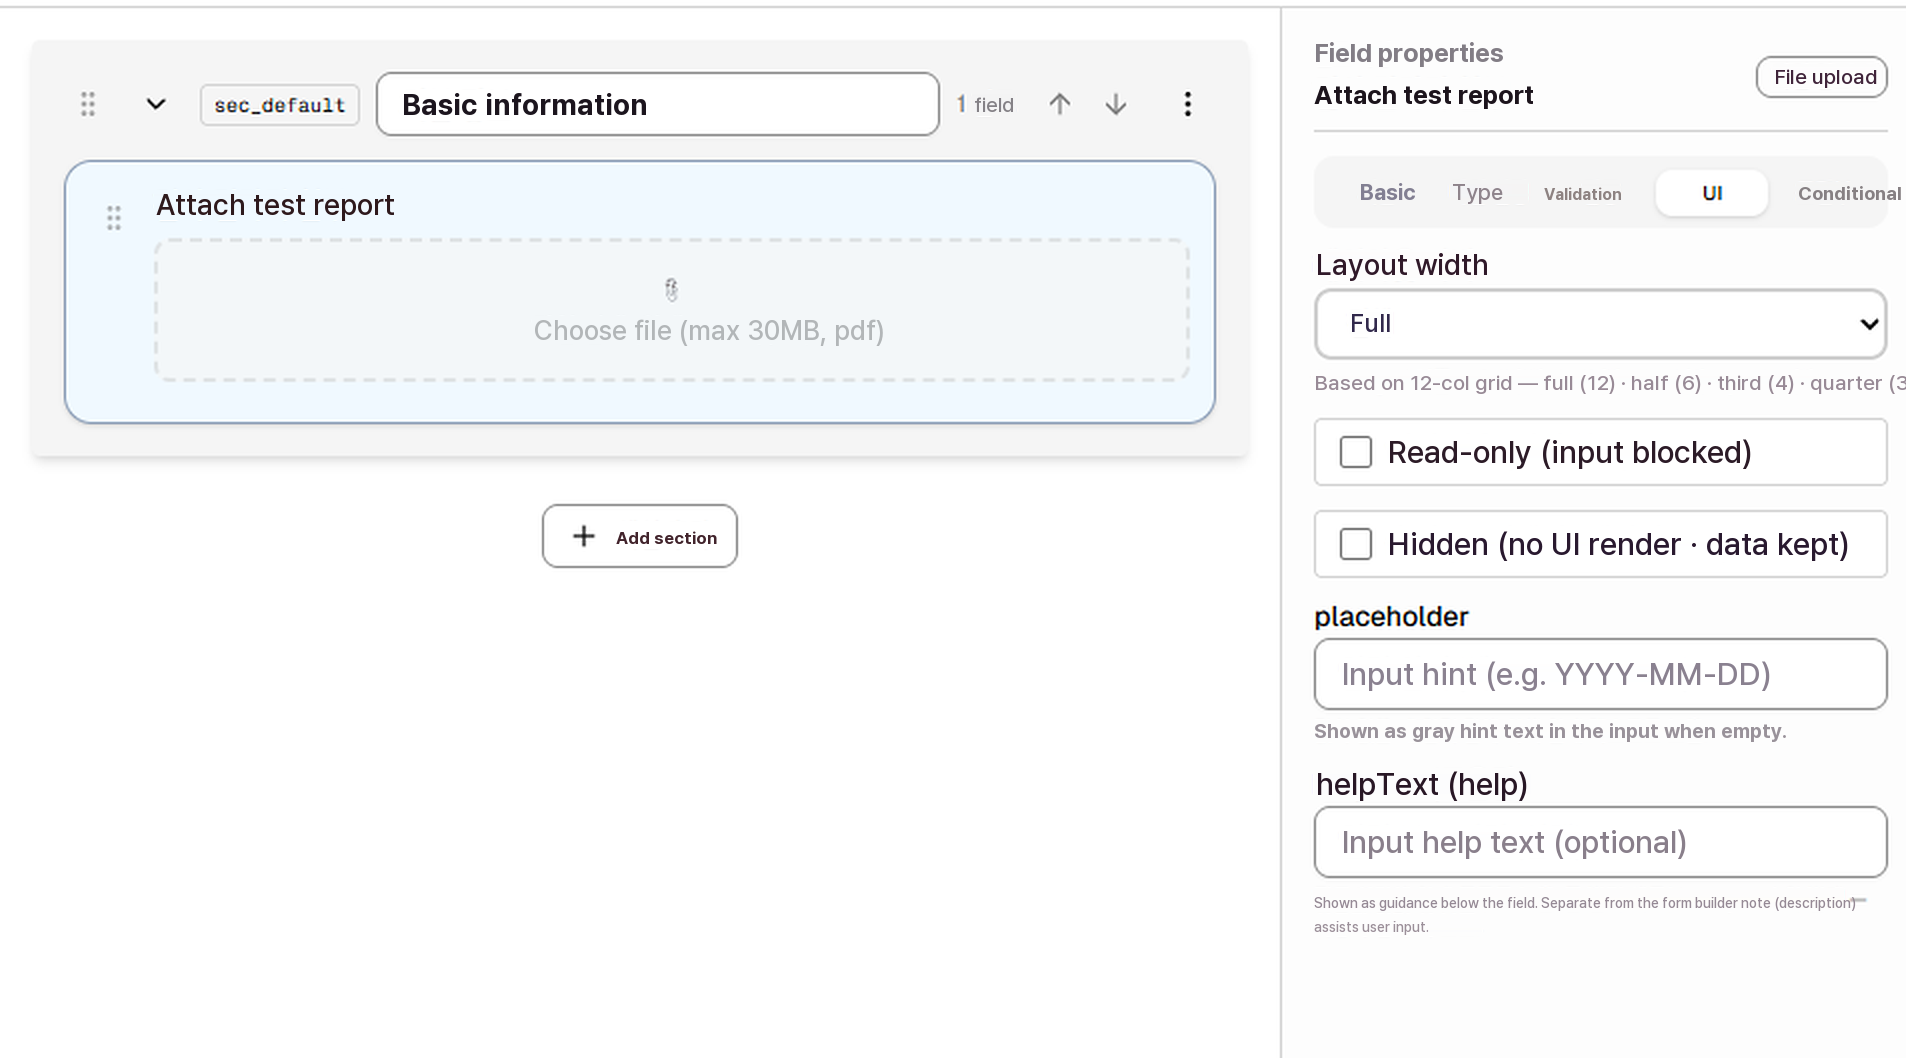 sec_default
Basic information
1 field
Attach test report
Choose file (max 30MB, pdf)
Add section
Field properties
Attach test report
File upload
Basic
Type
Validation
UI
Conditional
Layout width
Full
Based on 12-col grid — full (12) · half (6) · third (4) · quarter (3
Read-only (input blocked)
Hidden (no UI render · data kept)
placeholder
Input hint (e.g. YYYY-MM-DD)
Shown as gray hint text in the input when empty.
helpText (help)
Input help text (optional)
Shown as guidance below the field. Separate from the form builder note (description)
assists user input.